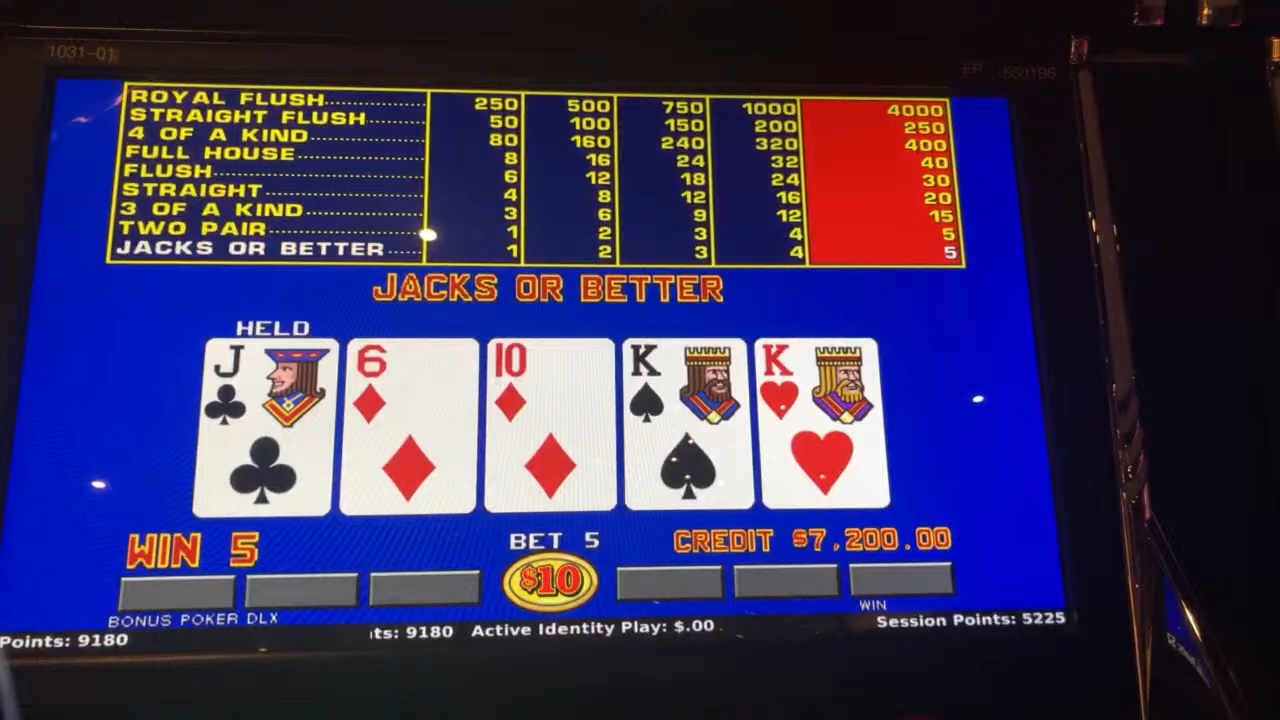 1031-01
EP 550196
ROYAL FLUSH 250 500 750 1000 4000
STRAIGHT FLUSH 50 100 150 200 250
4 OF A KIND 80 160 240 320 400
FULL HOUSE 8 16 24 32 40
FLUSH 6 12 18 24 30
STRAIGHT 4 8 12 16 20
3 OF A KIND 3 6 9 12 15
TWO PAIR 1 2 3 4 5
JACKS OR BETTER 1 2 3 4 5
JACKS OR BETTER
HELD
J 6 10 K K
WIN 5 BET 5 CREDIT $7,200.00
$10
BONUS POKER DLX WIN
Points: 9180 ts: 9180 Active Identity Play: $.00 Session Points: 5225